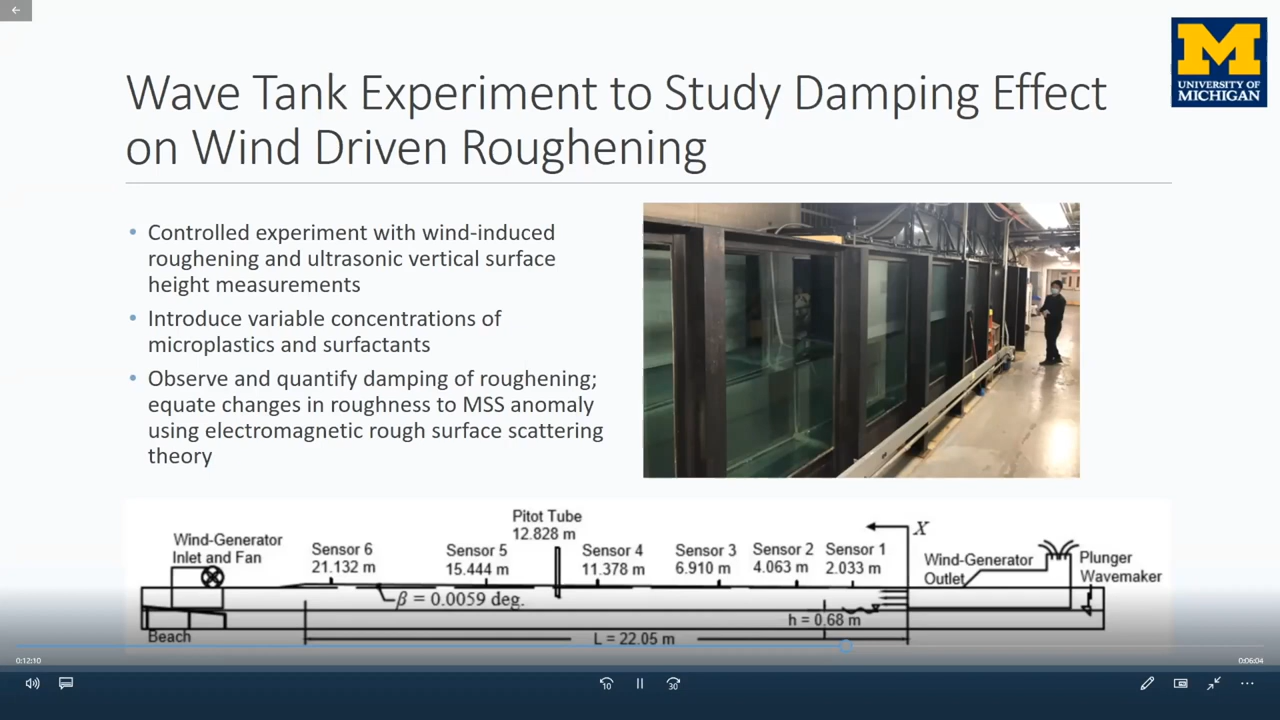 M
UNIVERSITY OF
MICHIGAN
Wave Tank Experiment to Study Damping Effect
on Wind Driven Roughening
• Controlled experiment with wind-induced
roughening and ultrasonic vertical surface
height measurements
• Introduce variable concentrations of
microplastics and surfactants
• Observe and quantify damping of roughening;
equate changes in roughness to MSS anomaly
using electromagnetic rough surface scattering
theory
Wind-Generator
Inlet and Fan
Sensor 6
21.132 m
Sensor 5
15.444 m
Pitot Tube
12.828 m
Sensor 4
11.378 m
Sensor 3
6.910 m
Sensor 2
4.063 m
Sensor 1
2.033 m
X
Wind-Generator
Outlet
Plunger
Wavemaker
β = 0.0059 deg.
h = 0.68 m
Beach
L = 22.05 m
0:12:10
0:06:04
10
30